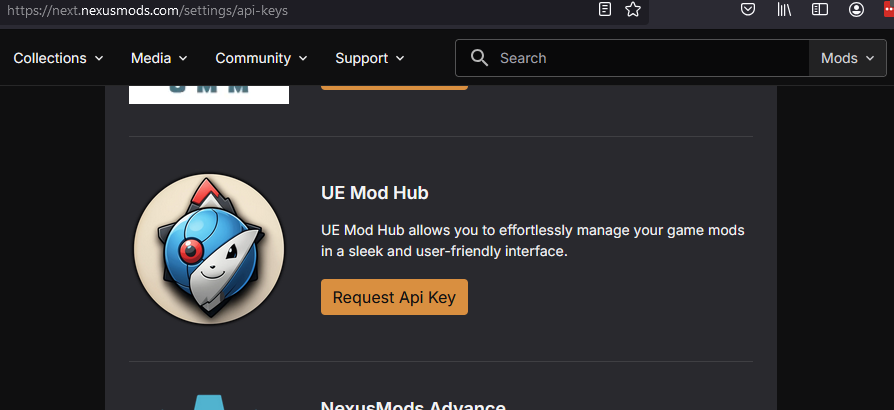 https://next.nexusmods.com/settings/api-keys
Collections Media Community Support Search Mods
UMM
UE Mod Hub
UE Mod Hub allows you to effortlessly manage your game mods
in a sleek and user-friendly interface.
Request Api Key
NexusMods Advance